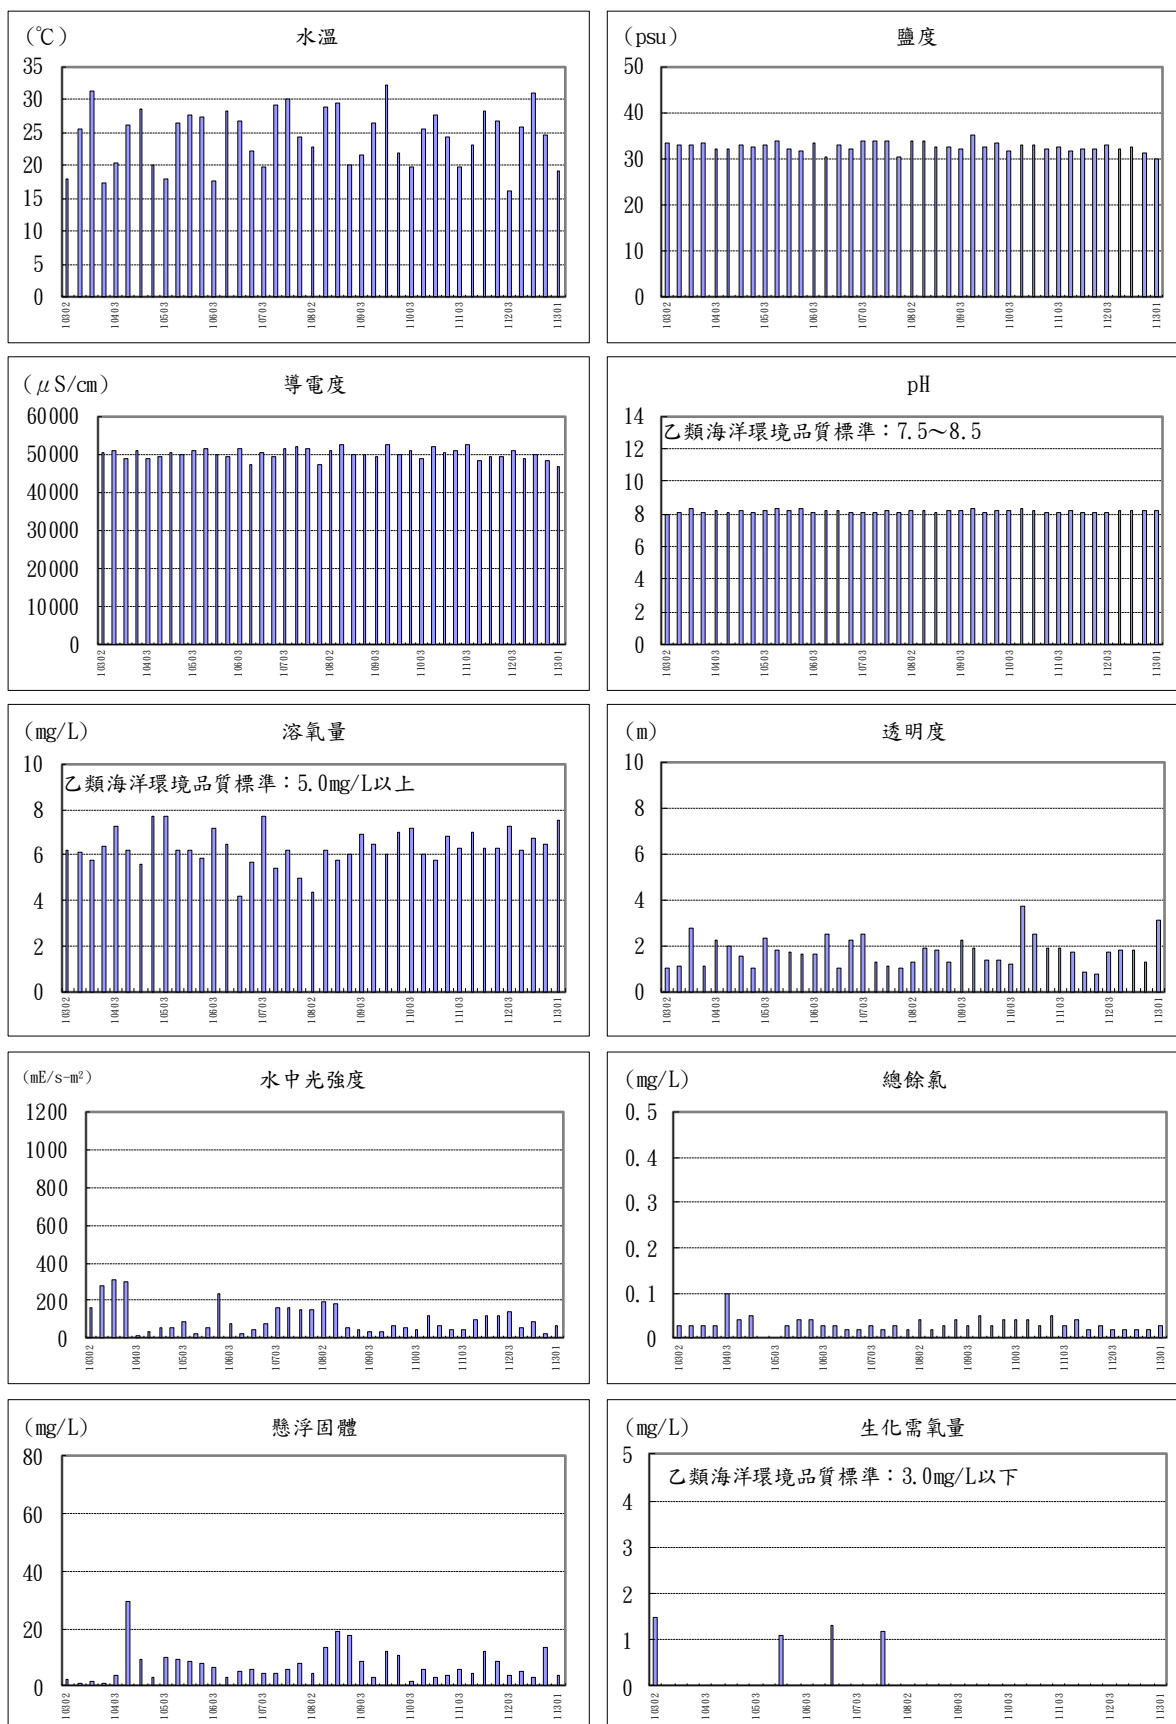 (℃) 水溫
35
30
25
20
15
10
5
0
10302 10403 10503 10603 10703 10802 10903 11003 11103 11203 11301
(psu) 鹽度
50
40
30
20
10
0
10302 10403 10503 10603 10703 10802 10903 11003 11103 11203 11301
(μS/cm) 導電度
60000
50000
40000
30000
20000
10000
0
10302 10403 10503 10603 10703 10802 10903 11003 11103 11203 11301
pH
乙類海洋環境品質標準：7.5～8.5
14
12
10
8
6
4
2
0
10302 10403 10503 10603 10703 10802 10903 11003 11103 11203 11301
(mg/L) 溶氧量
乙類海洋環境品質標準：5.0mg/L以上
10
8
6
4
2
0
10302 10403 10503 10603 10703 10802 10903 11003 11103 11203 11301
(m) 透明度
10
8
6
4
2
0
10302 10403 10503 10603 10703 10802 10903 11003 11103 11203 11301
(mE/s-m²) 水中光強度
1200
1000
800
600
400
200
0
10302 10403 10503 10603 10703 10802 10903 11003 11103 11203 11301
(mg/L) 總餘氯
0.5
0.4
0.3
0.2
0.1
0
10302 10403 10503 10603 10703 10802 10903 11003 11103 11203 11301
(mg/L) 懸浮固體
80
60
40
20
0
10302 10403 10503 10603 10703 10802 10903 11003 11103 11203 11301
(mg/L) 生化需氧量
乙類海洋環境品質標準：3.0mg/L以下
5
4
3
2
1
0
10302 10403 10503 10603 10703 10802 10903 11003 11103 11203 11301